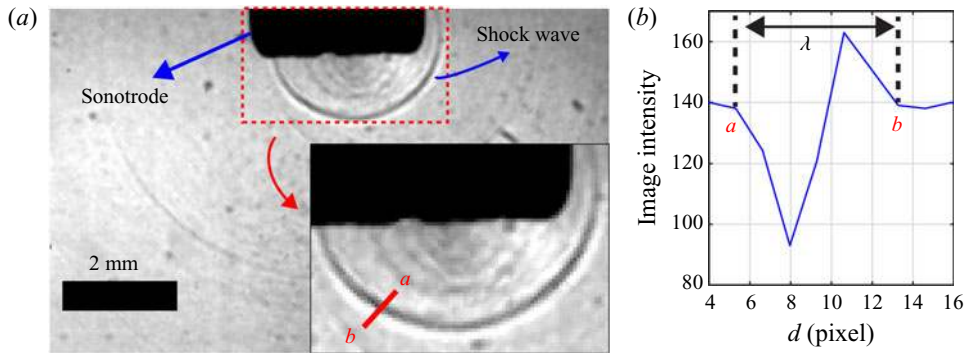 (a)
Shock wave
Sonotrode
2 mm
a
b
(b)
160
140
120
100
80
Image intensity
λ
a
b
4 6 8 10 12 14 16
d (pixel)